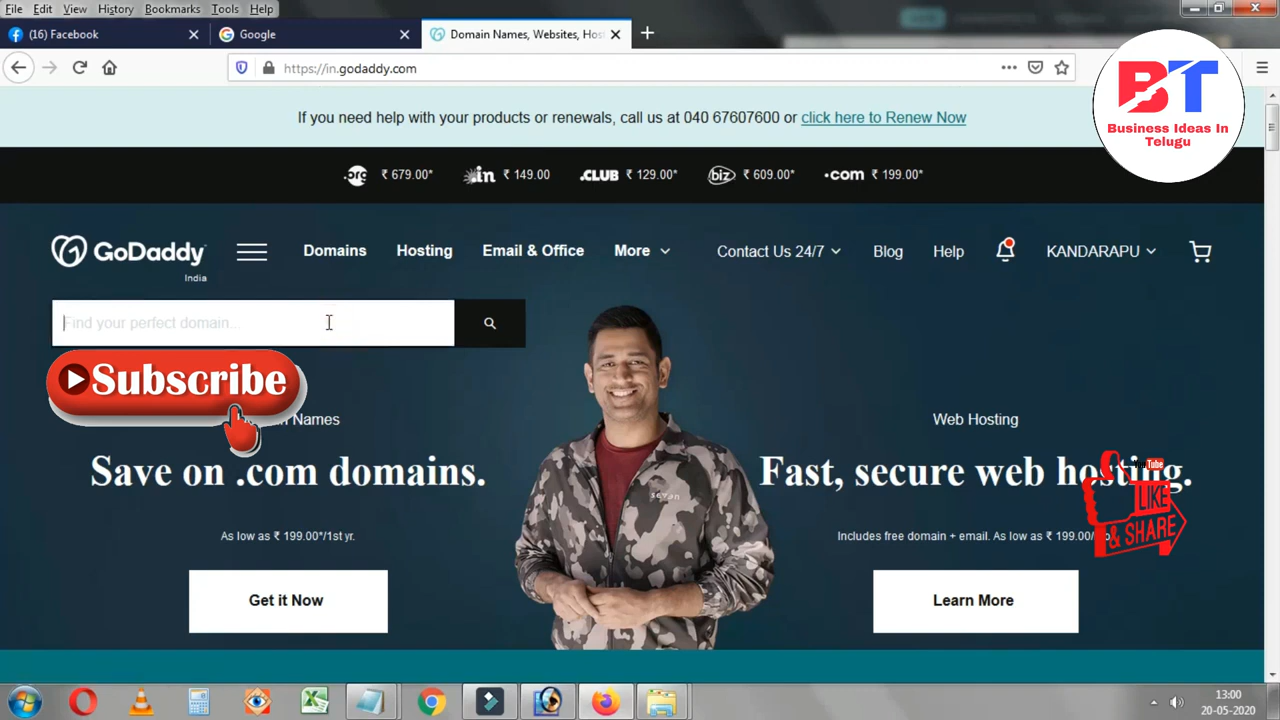 File Edit View History Bookmarks Tools Help
(16) Facebook
Google
Domain Names, Websites, Hos
https://in.godaddy.com
BT
Business Ideas In
Telugu
If you need help with your products or renewals, call us at 040 67607600 or click here to Renew Now
.org ₹ 679.00* .in ₹ 149.00 .CLUB ₹ 129.00* .biz ₹ 609.00* .com ₹ 199.00*
GoDaddy
India
Domains Hosting Email & Office More Contact Us 24/7 Blog Help KANDARAPU
Find your perfect domain...
Subscribe
Names
Save on .com domains.
As low as ₹ 199.00*/1st yr.
Get it Now
seven
Web Hosting
Fast, secure web hosting.
Includes free domain + email. As low as ₹ 199.00/
Learn More
Tube
LIKE
& SHARE
13:00
20-05-2020